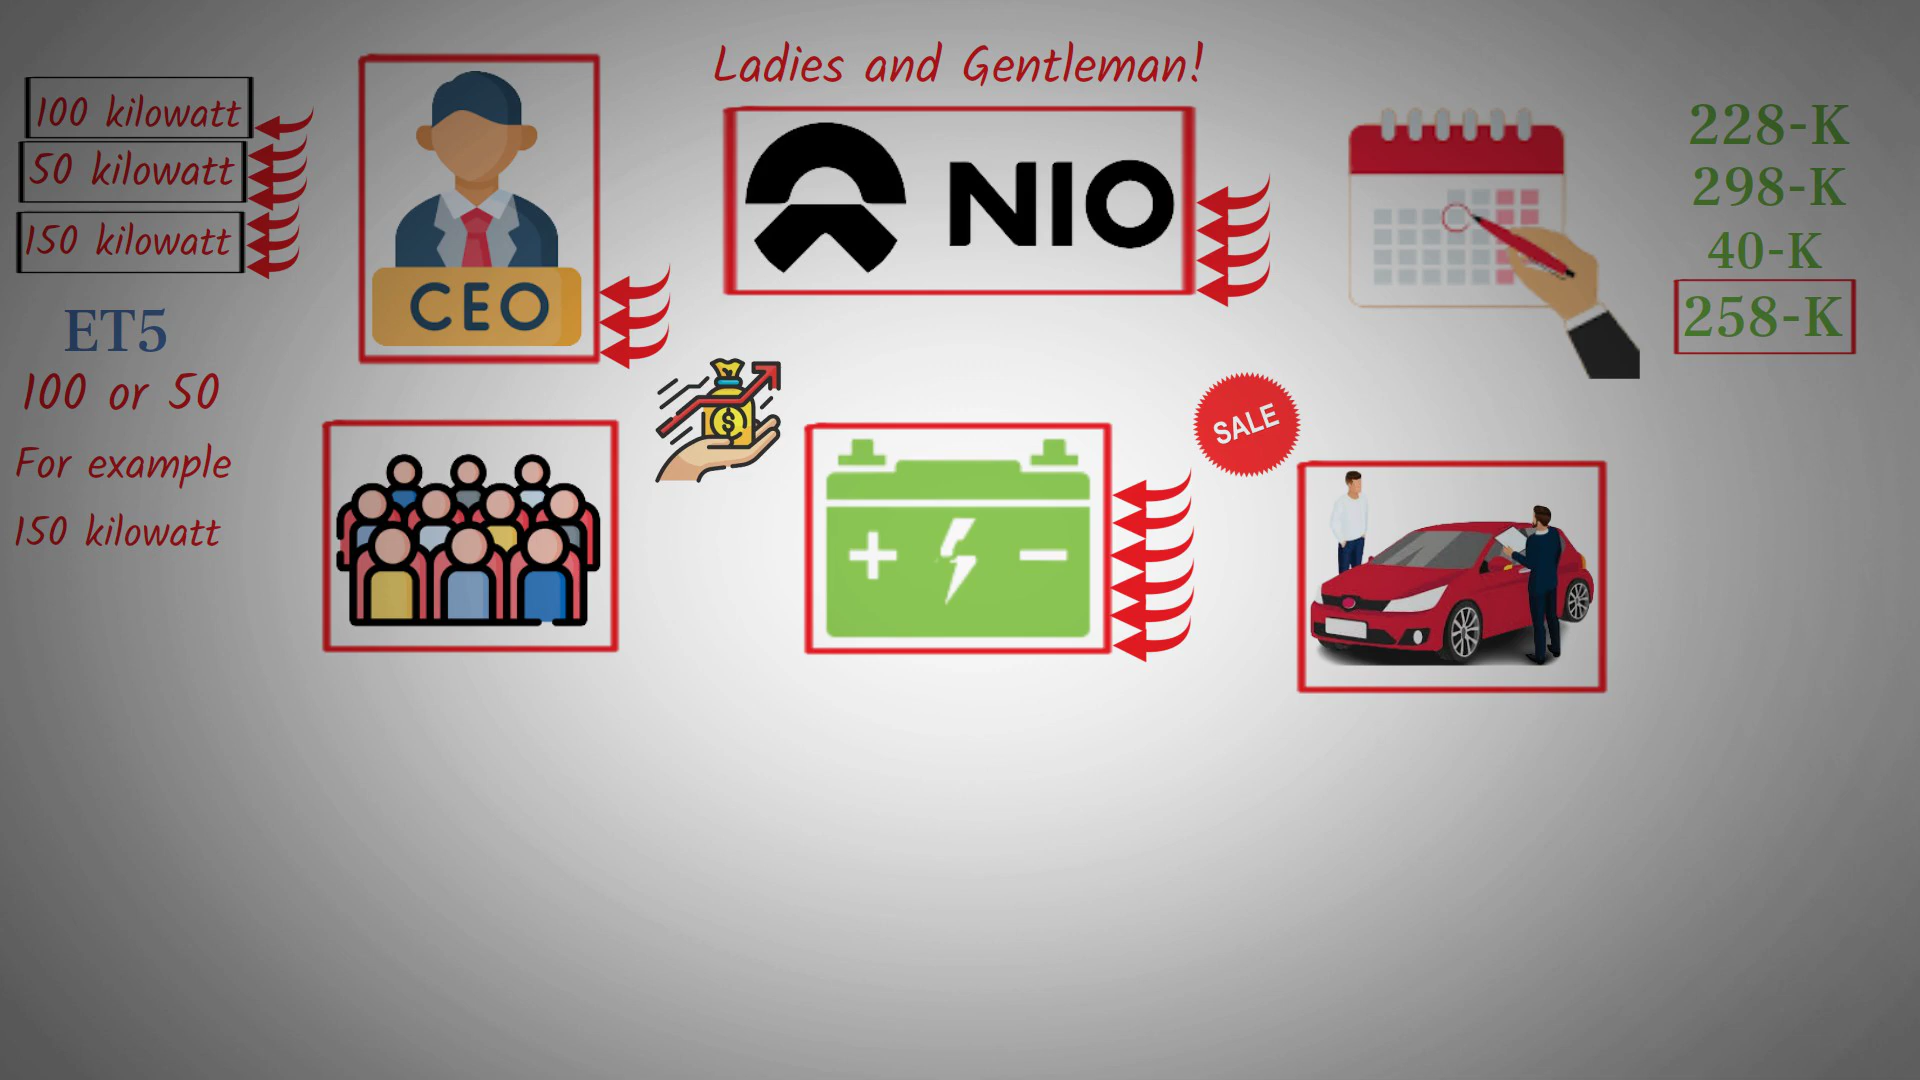 Ladies and Gentleman!
100 kilowatt
50 kilowatt
150 kilowatt
ET5
100 or 50
For example
150 kilowatt
CEO
NIO
SALE
228-K
298-K
40-K
258-K